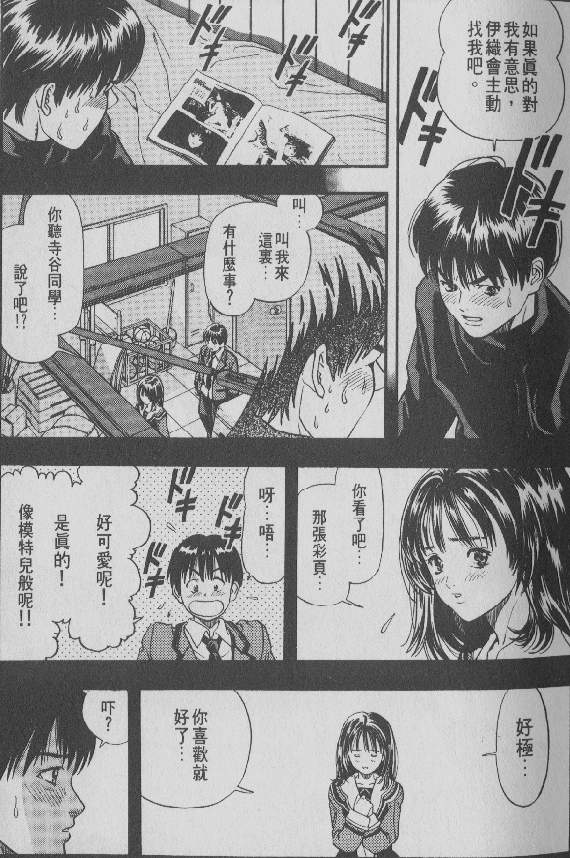 如果真的對
我有意思，
伊織會主動
找我吧。
ドキ
ドキ
ドキ
ドキ
叫…
叫我來
這裏…
有什麼事？
你聽寺谷同學…
說了吧!?
你看了吧…
那張彩頁…
呀…唔…
ドキ
ドキ
ドキ
好可愛呢！
是真的！
像模特兒般呢!!
好極…
你喜歡就
好了…
吓？